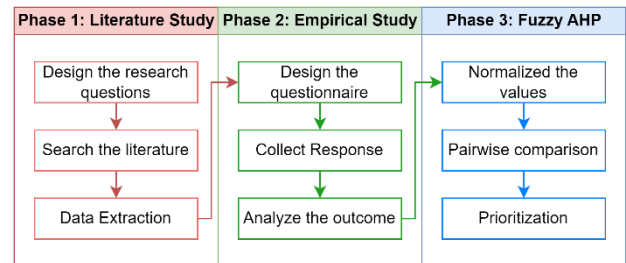 Phase 1: Literature Study
Design the research
questions
Search the literature
Data Extraction
Phase 2: Empirical Study
Design the
questionnaire
Collect Response
Analyze the outcome
Phase 3: Fuzzy AHP
Normalized the
values
Pairwise comparison
Prioritization